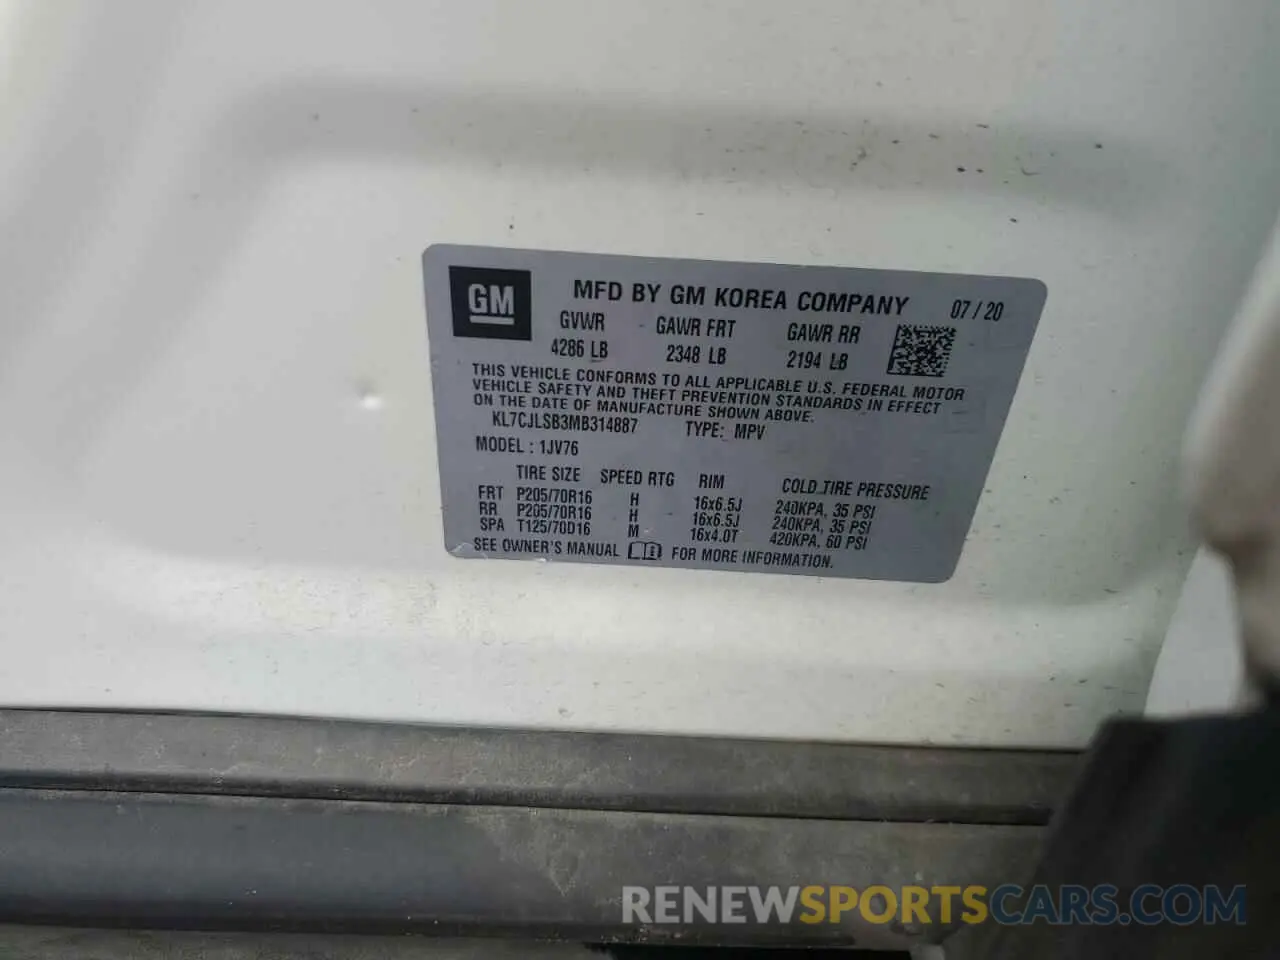 GM
MFD BY GM KOREA COMPANY 07/20
GVWR GAWR FRT GAWR RR
4286 LB 2348 LB 2194 LB
THIS VEHICLE CONFORMS TO ALL APPLICABLE U.S. FEDERAL MOTOR
VEHICLE SAFETY AND THEFT PREVENTION STANDARDS IN EFFECT
ON THE DATE OF MANUFACTURE SHOWN ABOVE.
KL7CJLSB3MB314887 TYPE: MPV
MODEL : 1JV76
TIRE SIZE SPEED RTG RIM COLD TIRE PRESSURE
FRT P205/70R16 H 16x6.5J 240KPA, 35 PSI
RR P205/70R16 H 16x6.5J 240KPA, 35 PSI
SPA T125/70D16 M 16x4.0T 420KPA, 60 PSI
SEE OWNER'S MANUAL FOR MORE INFORMATION.
RENEWSPORTSCARS.COM